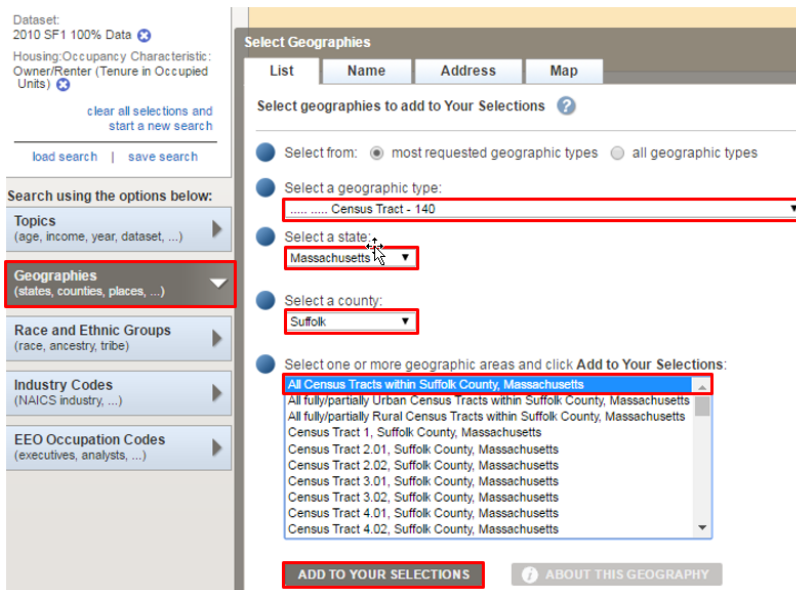 Dataset:
2010 SF1 100% Data
Housing:Occupancy Characteristic:
Owner/Renter (Tenure in Occupied
Units)
clear all selections and
start a new search
load search | save search
Search using the options below:
Topics
(age, income, year, dataset, ...)
Geographies
(states, counties, places, ...)
Race and Ethnic Groups
(race, ancestry, tribe)
Industry Codes
(NAICS industry, ...)
EEO Occupation Codes
(executives, analysts, ...)
Select Geographies
List Name Address Map
Select geographies to add to Your Selections ?
Select from: most requested geographic types all geographic types
Select a geographic type:
..... ..... Census Tract - 140
Select a state:
Massachusetts
Select a county:
Suffolk
Select one or more geographic areas and click Add to Your Selections:
All Census Tracts within Suffolk County, Massachusetts
All fully/partially Urban Census Tracts within Suffolk County, Massachusetts
All fully/partially Rural Census Tracts within Suffolk County, Massachusetts
Census Tract 1, Suffolk County, Massachusetts
Census Tract 2.01, Suffolk County, Massachusetts
Census Tract 2.02, Suffolk County, Massachusetts
Census Tract 3.01, Suffolk County, Massachusetts
Census Tract 3.02, Suffolk County, Massachusetts
Census Tract 4.01, Suffolk County, Massachusetts
Census Tract 4.02, Suffolk County, Massachusetts
ADD TO YOUR SELECTIONS i ABOUT THIS GEOGRAPHY